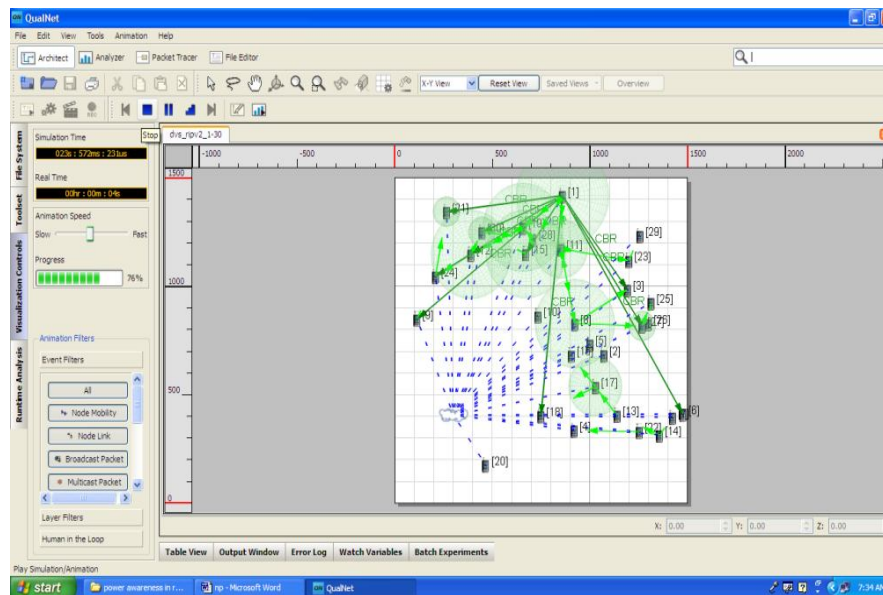 QualNet
File Edit View Tools Animation Help
Architect Analyzer Packet Tracer File Editor
X-Y View Reset View Saved Views Overview
REC
Stop
dvs_ripv2_1-30
File System
Toolset
Visualization Controls
Runtime Analysis
Simulation Time
023s : 572ms : 231us
Real Time
00hr : 00m : 04s
Animation Speed
Slow Fast
Progress
76%
Animation Filters
Event Filters
All
Node Mobility
Node Link
Broadcast Packet
Multicast Packet
Layer Filters
Human in the Loop
-1000 -500 0 500 1000 1500 2000
1500
1000
500
0
[1]
[21]
CBR
CBR
[29]
[11]
CBR
[15]
CBR
CBR
[23]
[24]
[3]
CBR
[25]
[9]
[10]
[8]
[5]
[2]
[17]
[18]
[13]
[6]
[4]
[22]
[14]
[20]
X: 0.00 Y: 0.00 Z: 0.00
Table View Output Window Error Log Watch Variables Batch Experiments
Play Simulation/Animation
start power awareness in r... np - Microsoft Word QualNet 7:34 AM